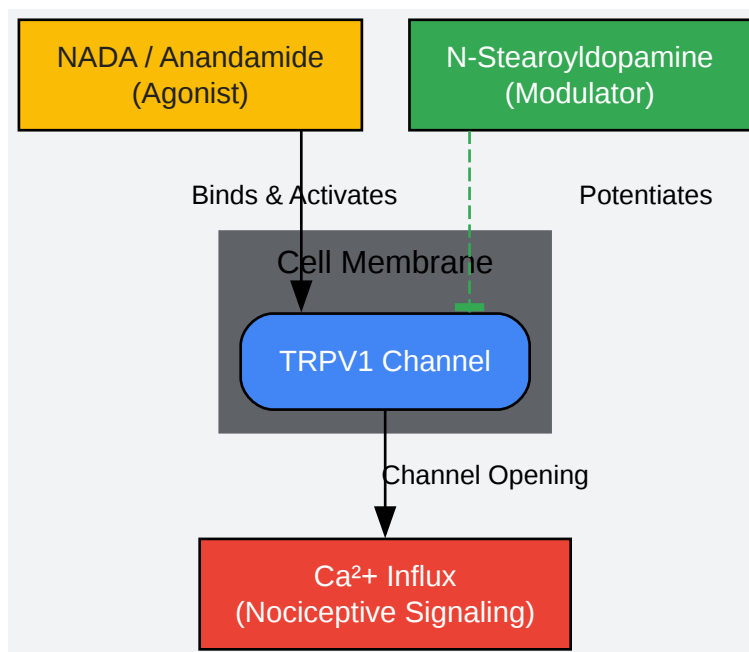 NADA / Anandamide
(Agonist)
N-Stearoyldopamine
(Modulator)
Binds & Activates
Potentiates
Cell Membrane
TRPV1 Channel
Channel Opening
Ca²+ Influx
(Nociceptive Signaling)